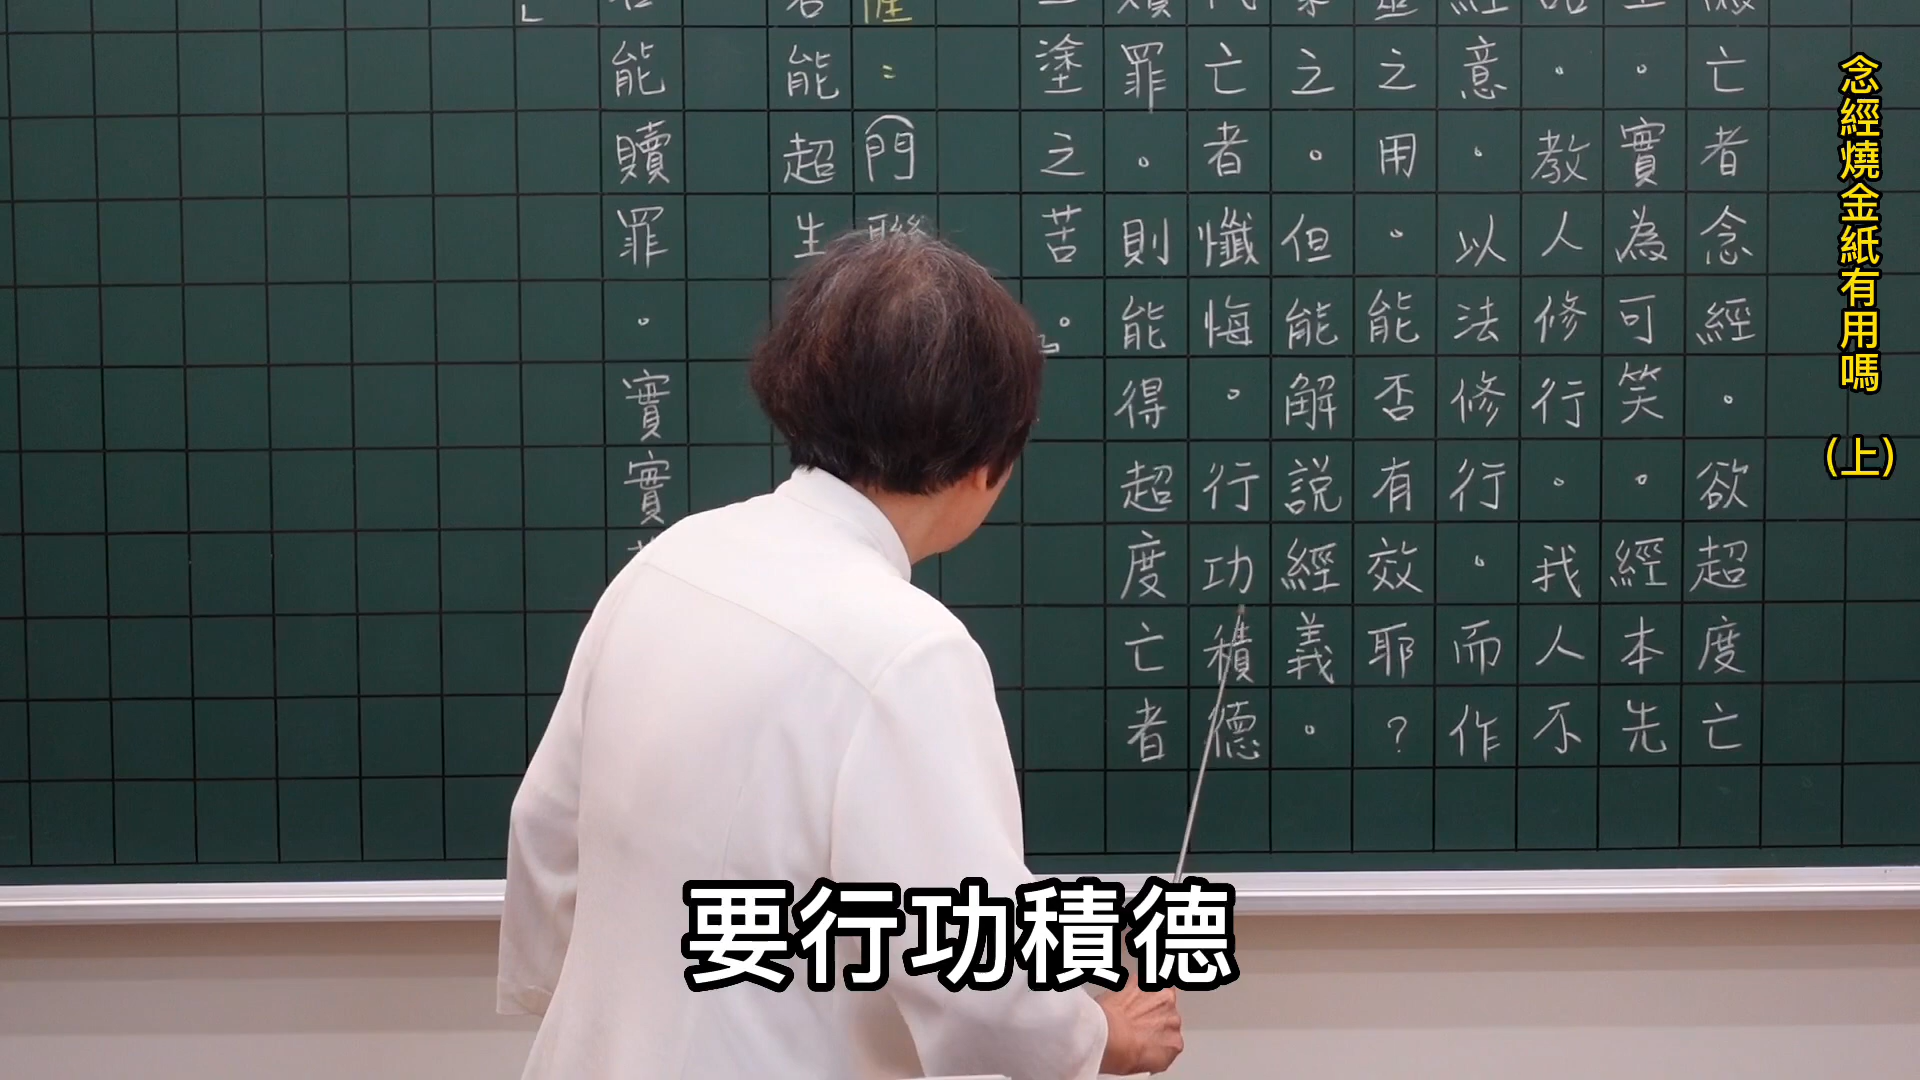 念經燒金紙有用嗎 (上)
亡者念經。欲超度亡
。實為可笑。經本先
。教人修行。我人不
意。以法修行。而作
之用。能否有效耶?
之。但能解説經義。
亡者。懺悔。行功積德
罪。則能得超度亡者
塗之苦。」
:(門聯
能超生
能贖罪。實實
要行功積德